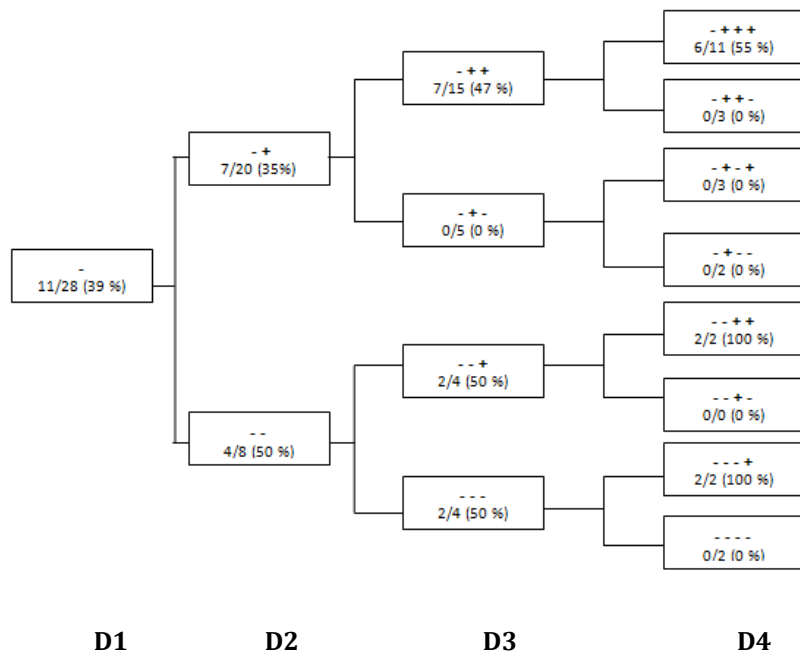 -
11/28 (39 %)
- +
7/20 (35%)
- -
4/8 (50 %)
- + +
7/15 (47 %)
- + -
0/5 (0 %)
- - +
2/4 (50 %)
- - -
2/4 (50 %)
- + + +
6/11 (55 %)
- + + -
0/3 (0 %)
- + - +
0/3 (0 %)
- + - -
0/2 (0 %)
- - + +
2/2 (100 %)
- - + -
0/0 (0 %)
- - - +
2/2 (100 %)
- - - -
0/2 (0 %)
D1
D2
D3
D4